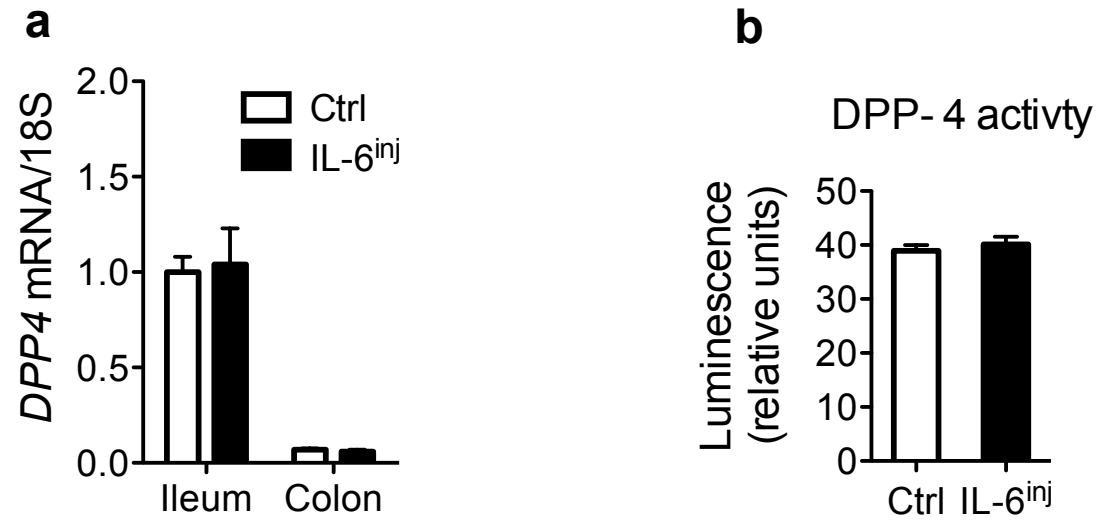 a
DPP4 mRNA/18S
2.0
1.5
1.0
0.5
0.0
Ctrl
IL-6inj
Ileum Colon
b
DPP- 4 activty
Luminescence
(relative units)
50
40
30
20
10
0
Ctrl IL-6inj